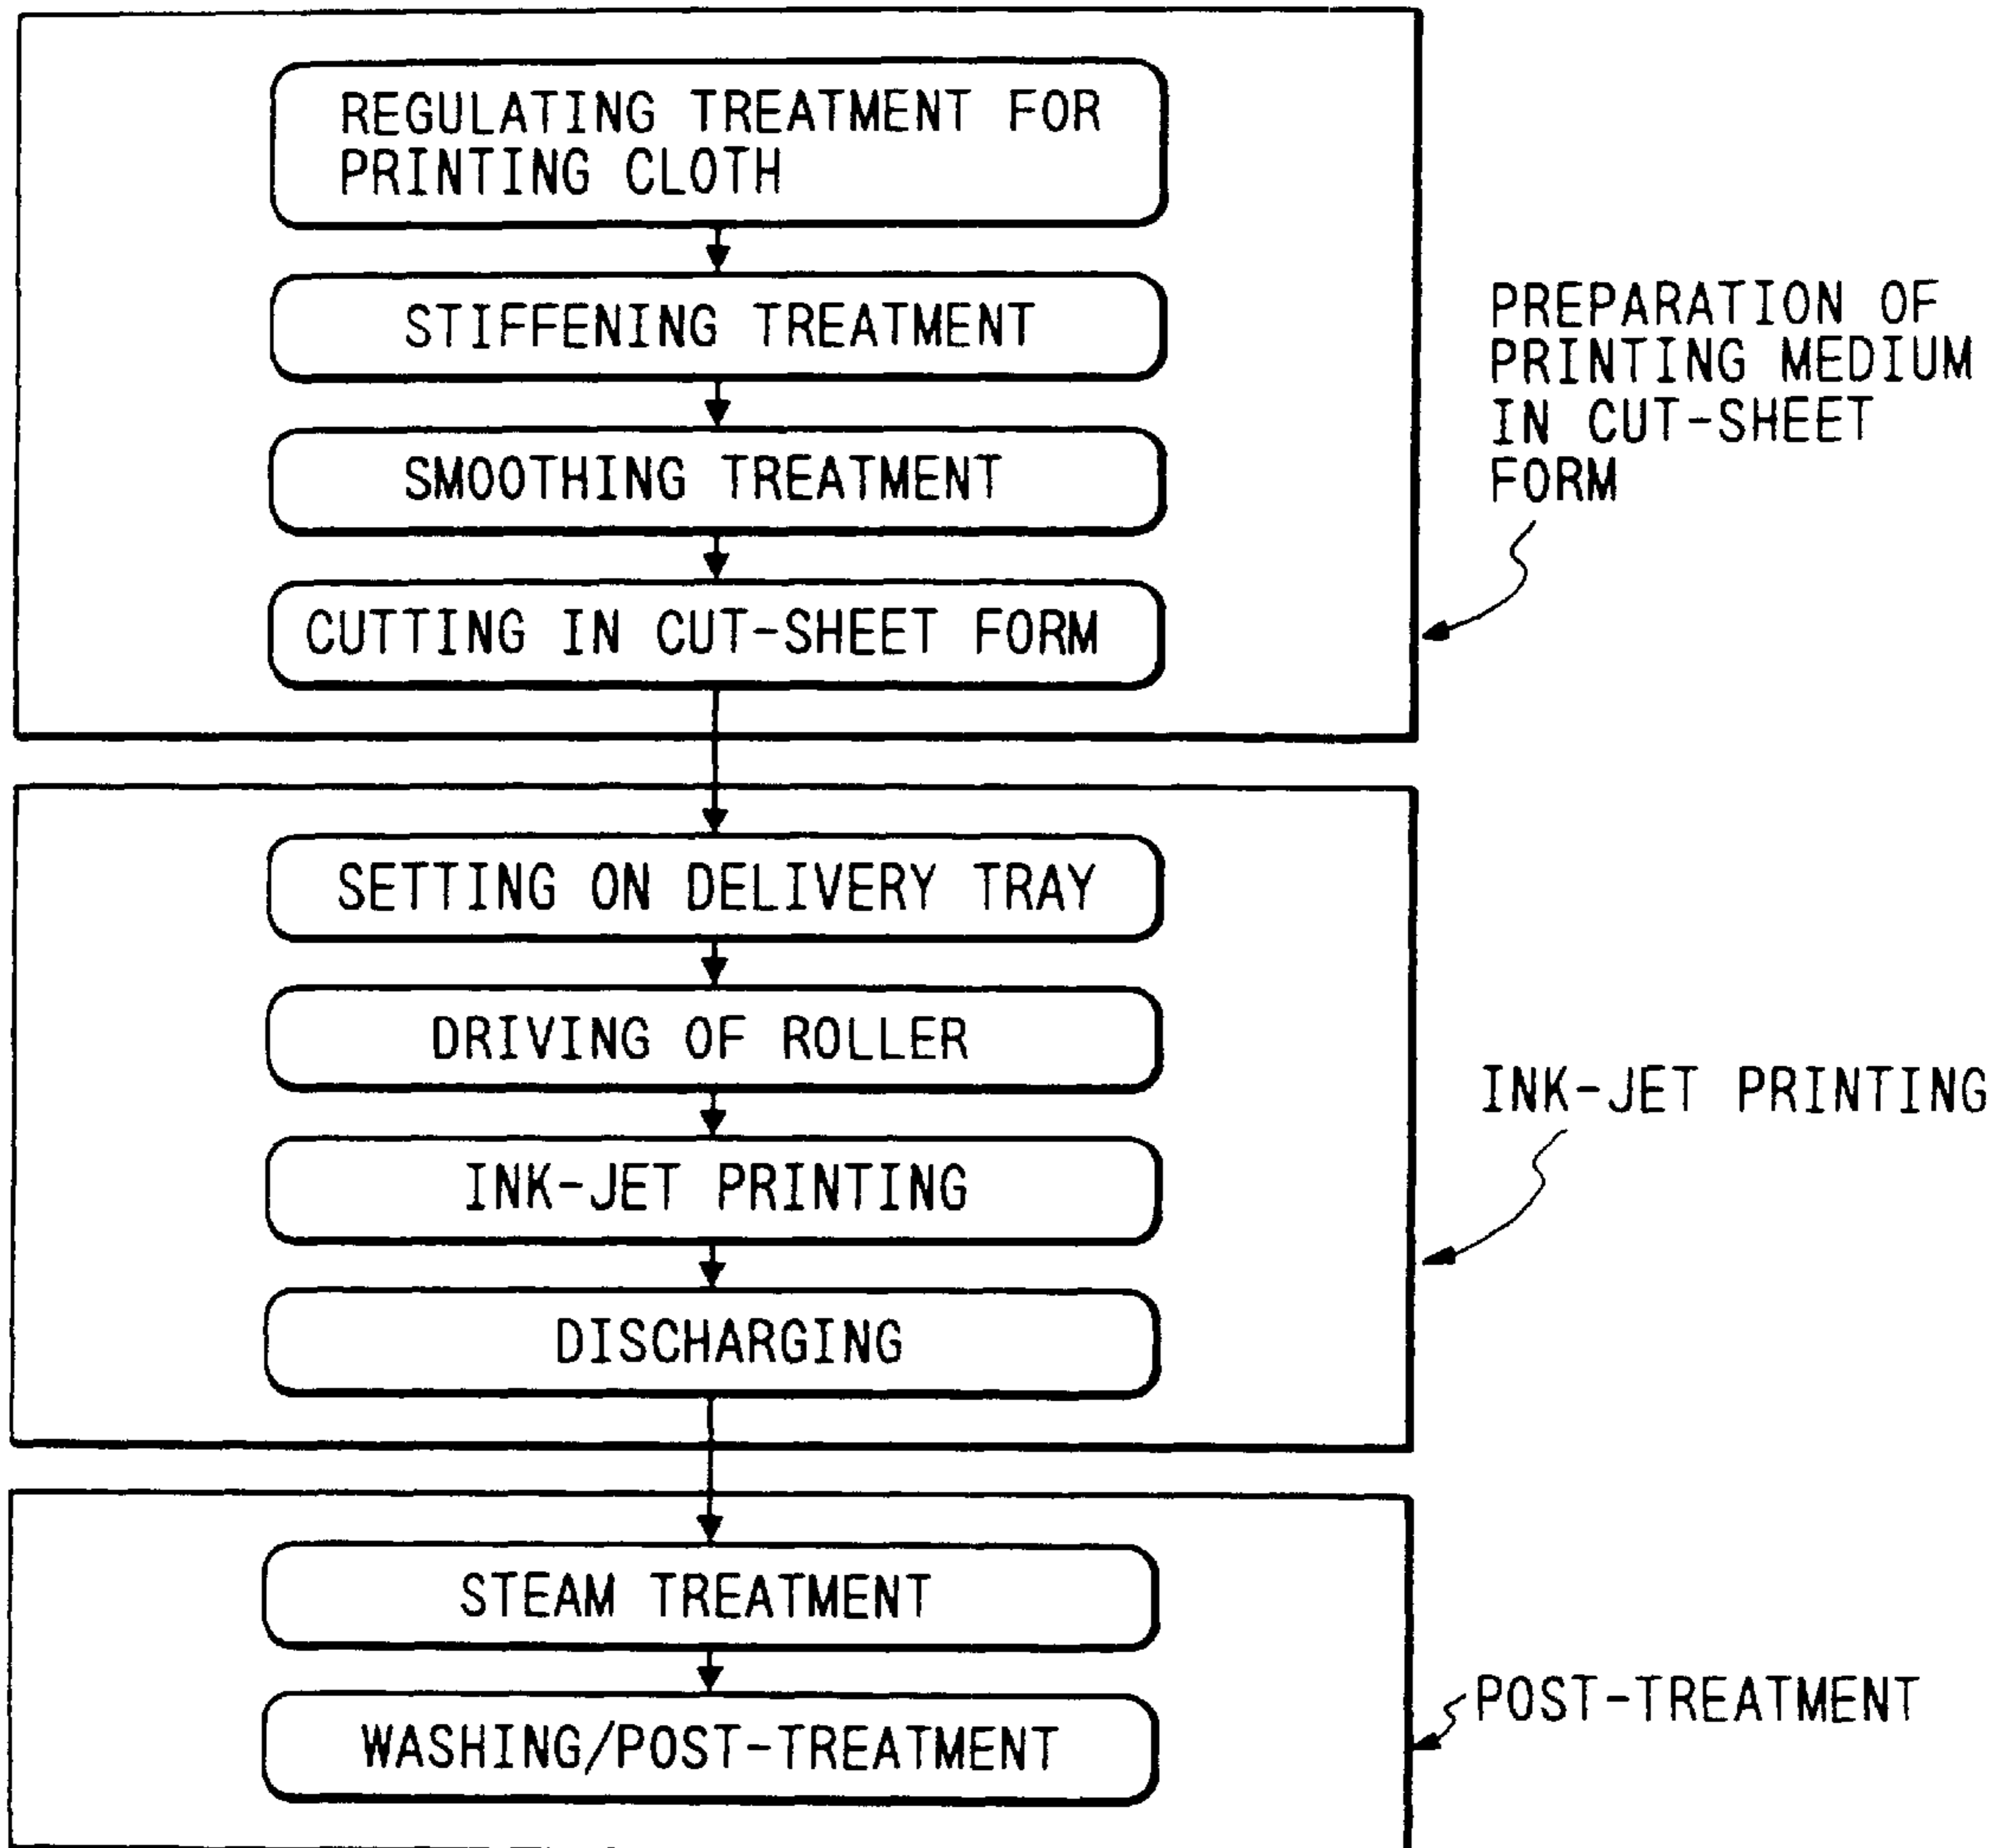 REGULATING TREATMENT FOR
PRINTING CLOTH
STIFFENING TREATMENT
SMOOTHING TREATMENT
CUTTING IN CUT-SHEET FORM
PREPARATION OF
PRINTING MEDIUM
IN CUT-SHEET
FORM
SETTING ON DELIVERY TRAY
DRIVING OF ROLLER
INK-JET PRINTING
DISCHARGING
INK-JET PRINTING
STEAM TREATMENT
WASHING/POST-TREATMENT
POST-TREATMENT